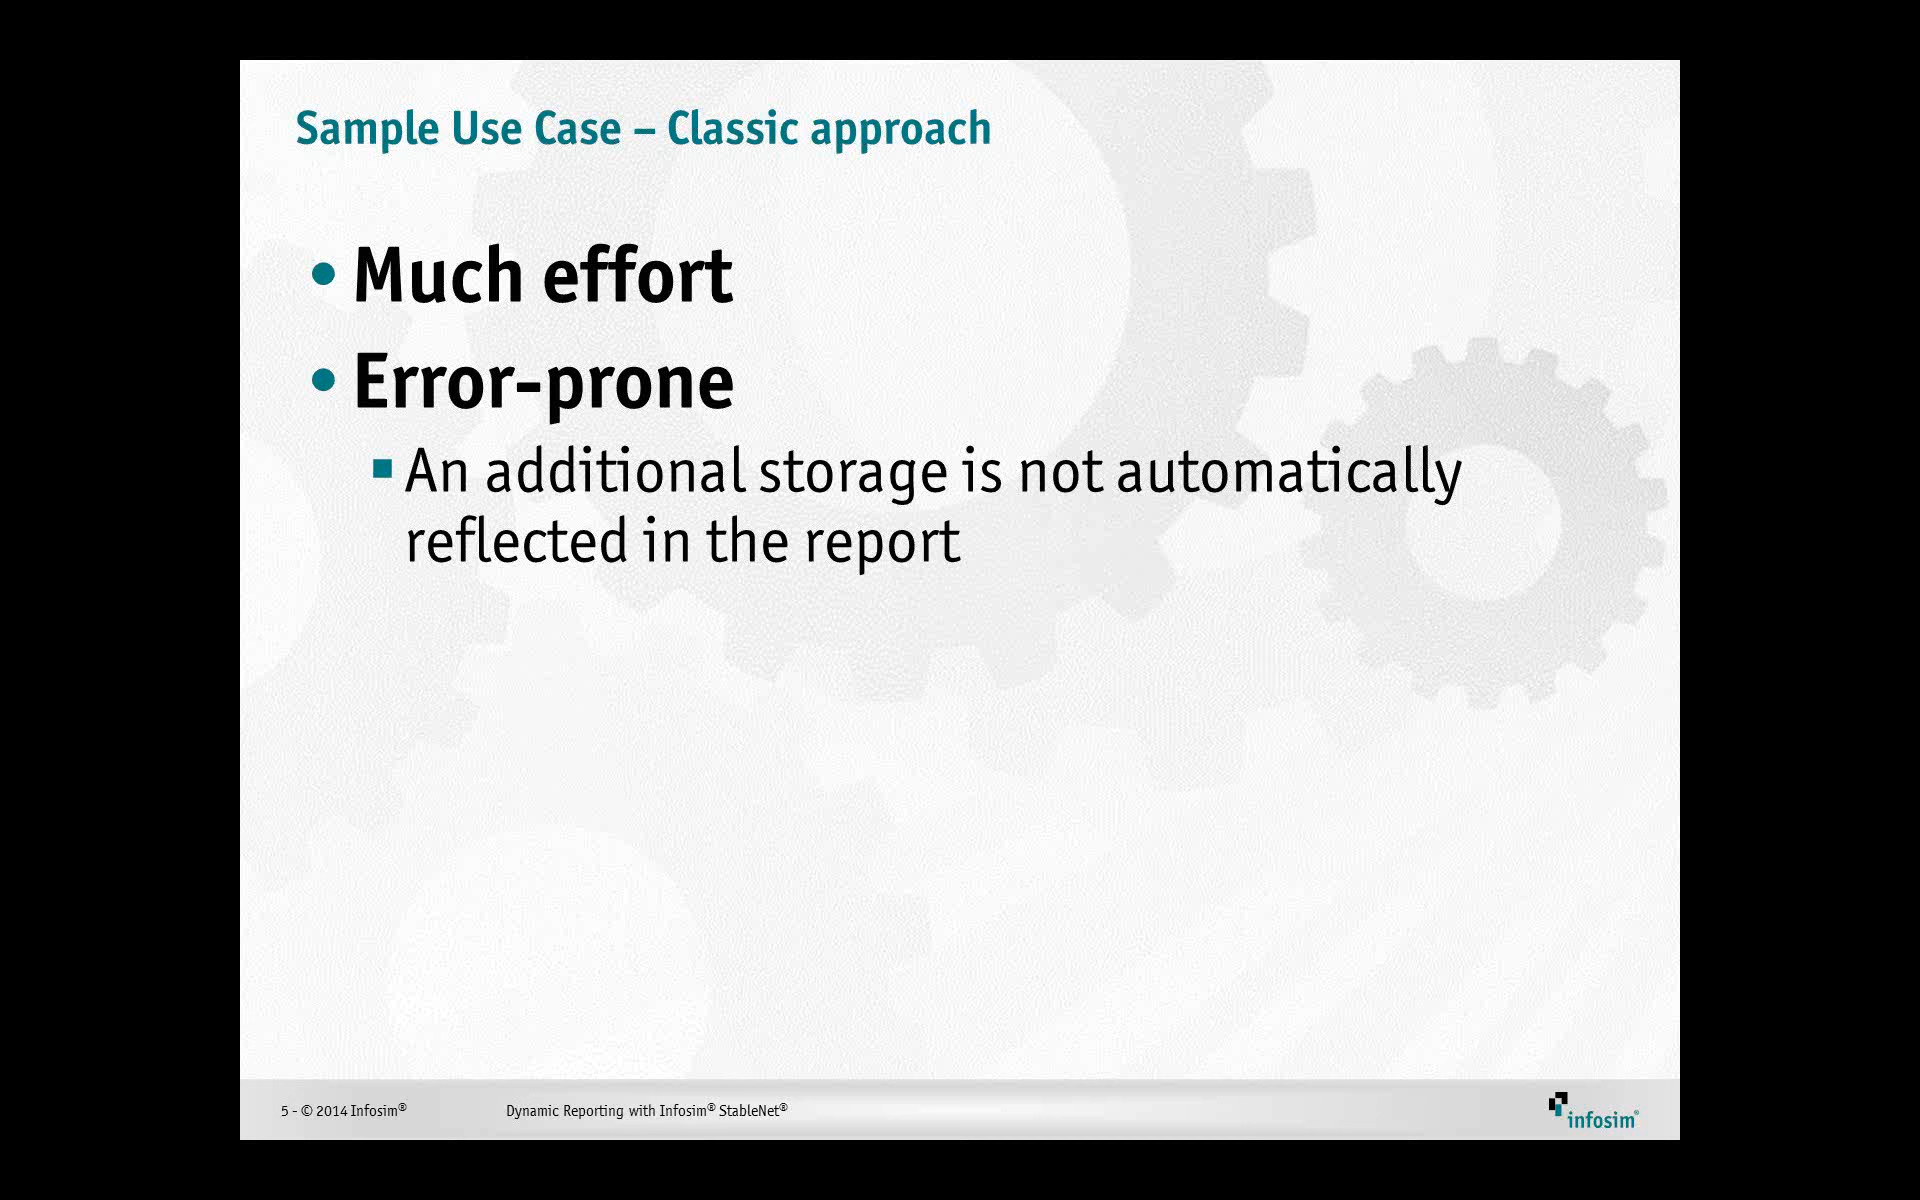 Sample Use Case – Classic approach
• Much effort
• Error-prone
▪ An additional storage is not automatically
reflected in the report
5 - © 2014 Infosim®
Dynamic Reporting with Infosim® StableNet®
infosim®